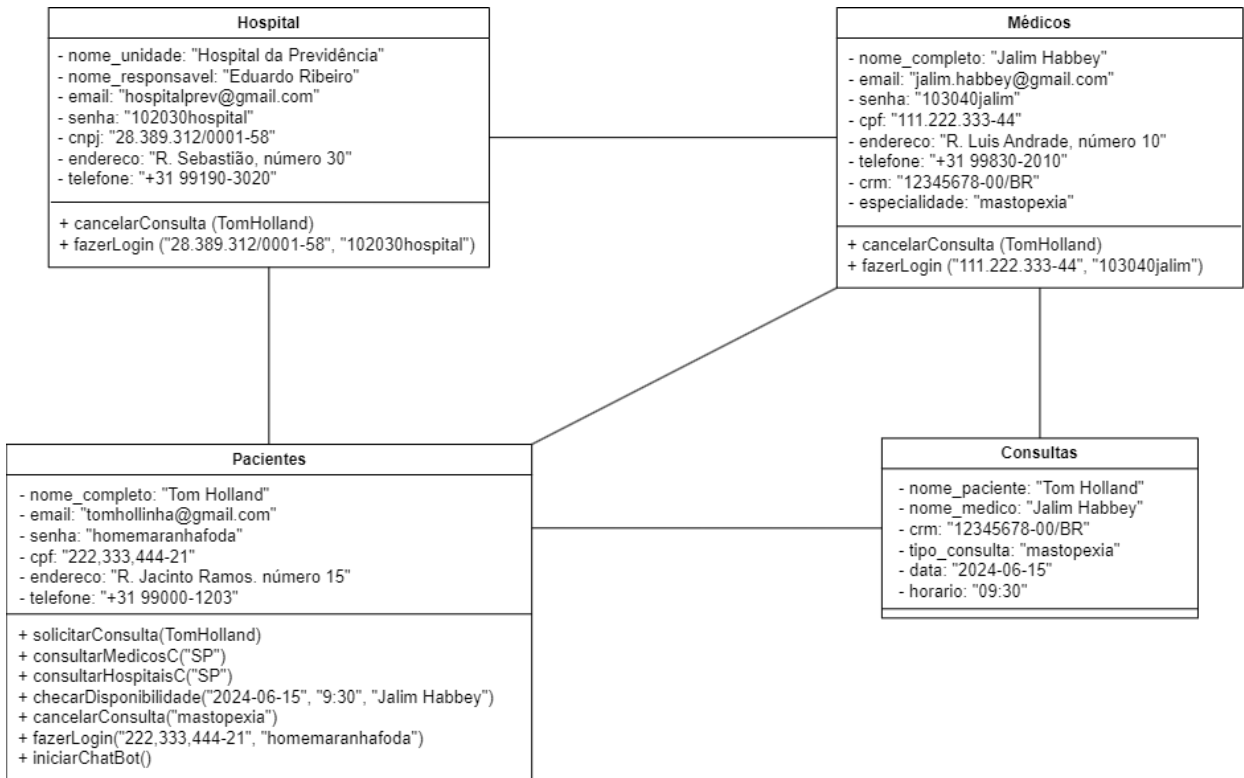 Hospital
- nome_unidade: "Hospital da Previdência"
- nome_responsavel: "Eduardo Ribeiro"
- email: "hospitalprev@gmail.com"
- senha: "102030hospital"
- cnpj: "28.389.312/0001-58"
- endereco: "R. Sebastião, número 30"
- telefone: "+31 99190-3020"
+ cancelarConsulta (TomHolland)
+ fazerLogin ("28.389.312/0001-58", "102030hospital")
Médicos
- nome_completo: "Jalim Habbey"
- email: "jalim.habbey@gmail.com"
- senha: "103040jalim"
- cpf: "111.222.333-44"
- endereco: "R. Luis Andrade, número 10"
- telefone: "+31 99830-2010"
- crm: "12345678-00/BR"
- especialidade: "mastopexia"
+ cancelarConsulta (TomHolland)
+ fazerLogin ("111.222.333-44", "103040jalim")
Pacientes
- nome_completo: "Tom Holland"
- email: "tomhollinha@gmail.com"
- senha: "homemaranhafoda"
- cpf: "222,333,444-21"
- endereco: "R. Jacinto Ramos. número 15"
- telefone: "+31 99000-1203"
+ solicitarConsulta(TomHolland)
+ consultarMedicosC("SP")
+ consultarHospitaisC("SP")
+ checarDisponibilidade("2024-06-15", "9:30", "Jalim Habbey")
+ cancelarConsulta("mastopexia")
+ fazerLogin("222,333,444-21", "homemaranhafoda")
+ iniciarChatBot()
Consultas
- nome_paciente: "Tom Holland"
- nome_medico: "Jalim Habbey"
- crm: "12345678-00/BR"
- tipo_consulta: "mastopexia"
- data: "2024-06-15"
- horario: "09:30"